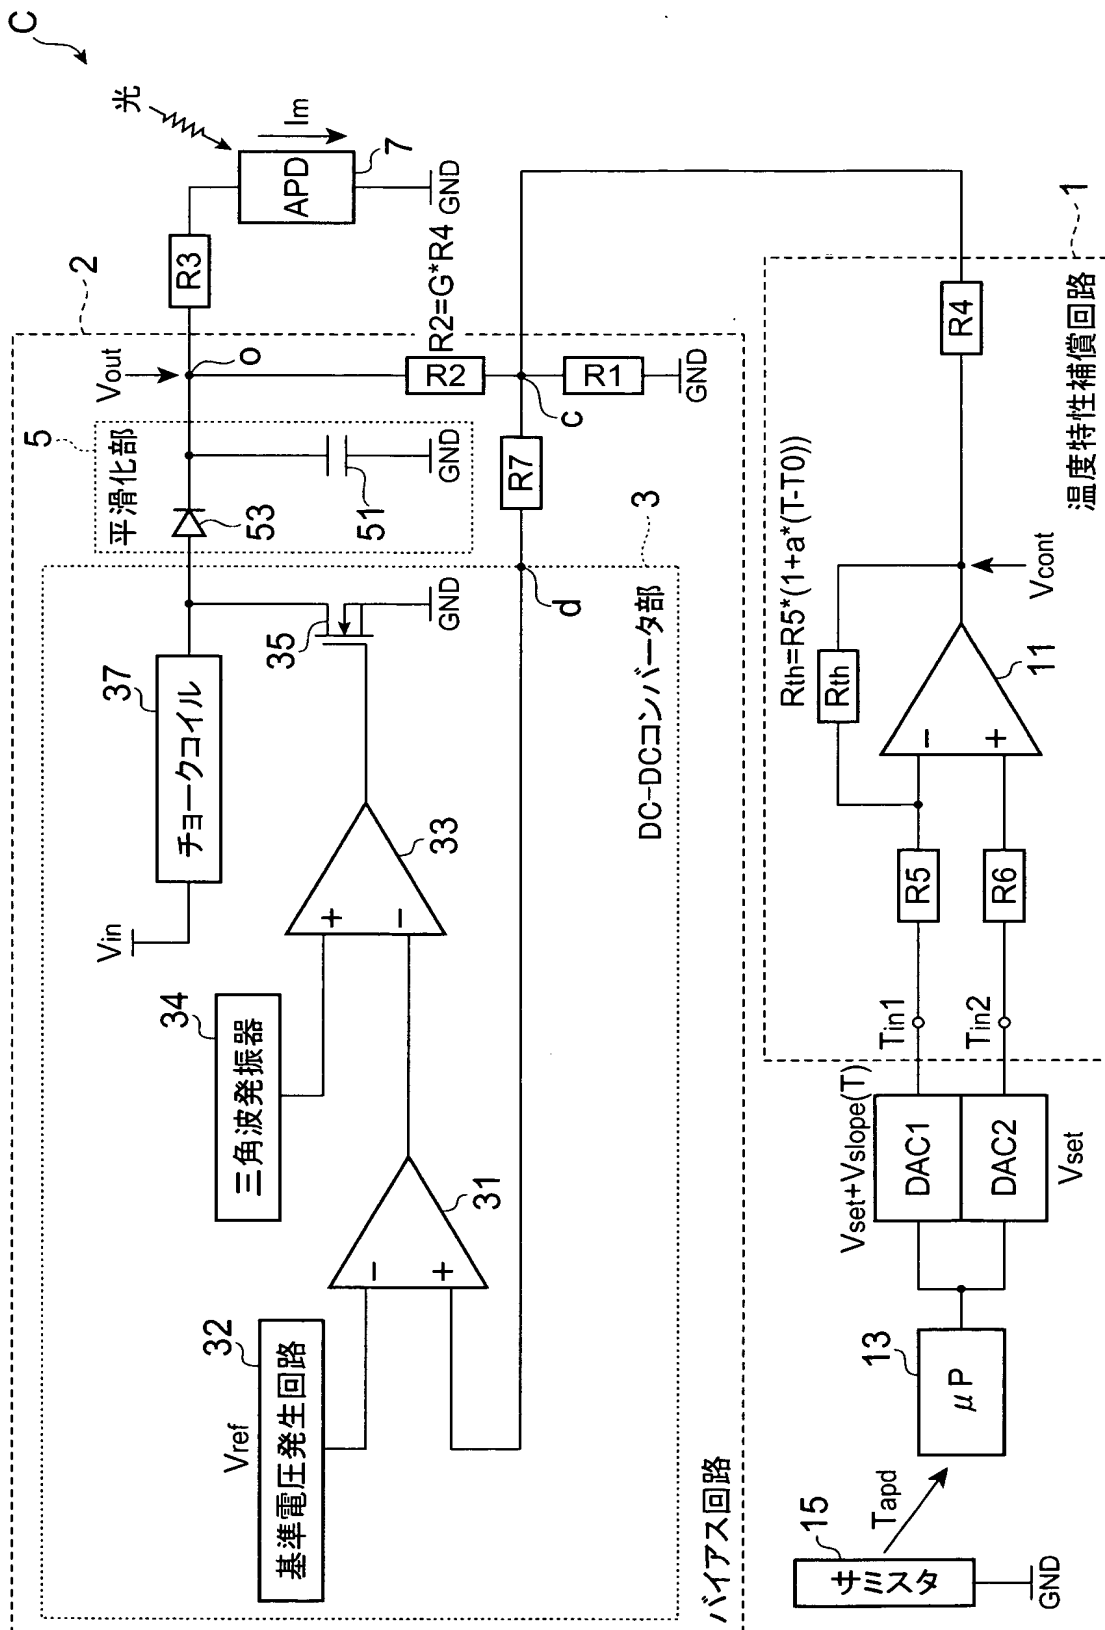 C
光
APD
Im
7
GND
R3
2
Vout
o
R2
R2=G*R4
c
R1
GND
5
平滑化部
53
51
GND
R7
3
d
GND
35
37
チョークコイル
Vin
34
三角波発振器
+
−
33
DC-DCコンバータ部
−
+
31
32
Vref
基準電圧発生回路
バイアス回路
1
温度特性補償回路
R4
Rth=R5*(1+a*(T-T0))
Rth
Vcont
−
+
11
R5
R6
Tin1
Tin2
Vset+Vslope(T)
DAC1
DAC2
Vset
13
μP
Tapd
15
サミスタ
GND